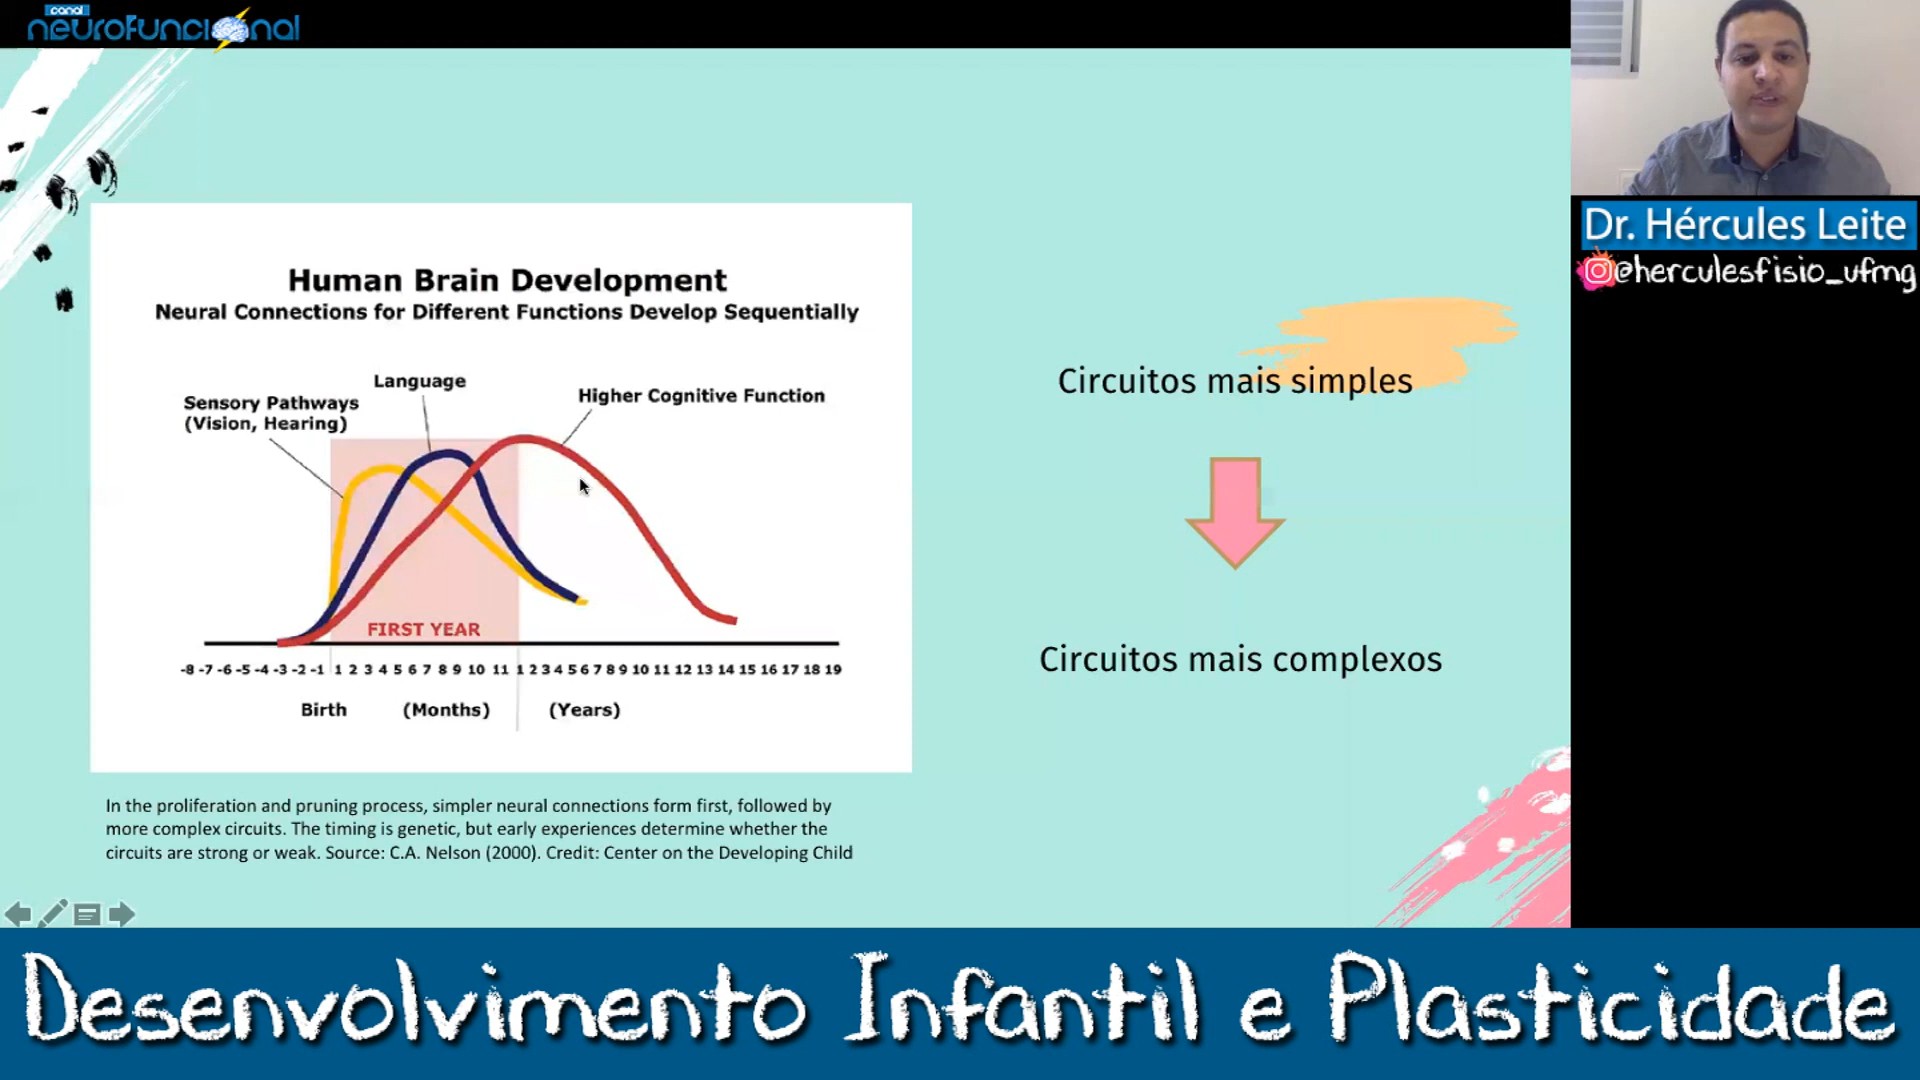 canal
neurofuncional
Dr. Hércules Leite
@herculesfisio_ufmg
Human Brain Development
Neural Connections for Different Functions Develop Sequentially
Language
Higher Cognitive Function
Sensory Pathways
(Vision, Hearing)
FIRST YEAR
-8 -7 -6 -5 -4 -3 -2 -1 1 2 3 4 5 6 7 8 9 10 11 1 2 3 4 5 6 7 8 9 10 11 12 13 14 15 16 17 18 19
Birth (Months) (Years)
Circuitos mais simples
Circuitos mais complexos
In the proliferation and pruning process, simpler neural connections form first, followed by
more complex circuits. The timing is genetic, but early experiences determine whether the
circuits are strong or weak. Source: C.A. Nelson (2000). Credit: Center on the Developing Child
Desenvolvimento Infantil e Plasticidade